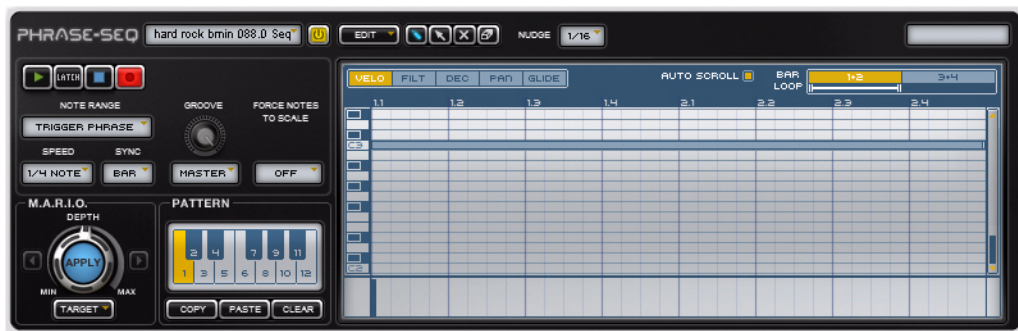 PHRASE-SEQ hard rock bmin 088.0 Seq EDIT NUDGE 1/16
LATCH
NOTE RANGE GROOVE FORCE NOTES
TO SCALE
TRIGGER PHRASE
SPEED SYNC
1/4 NOTE BAR MASTER OFF
VELO FILT DEC PAN GLIDE AUTO SCROLL BAR 1+2 3+4
LOOP
1.1 1.2 1.3 1.4 2.1 2.2 2.3 2.4
C3
C2
M.A.R.I.O.
DEPTH
APPLY
MIN MAX
TARGET
PATTERN
2 4 7 9 11
1 3 5 6 8 10 12
COPY PASTE CLEAR